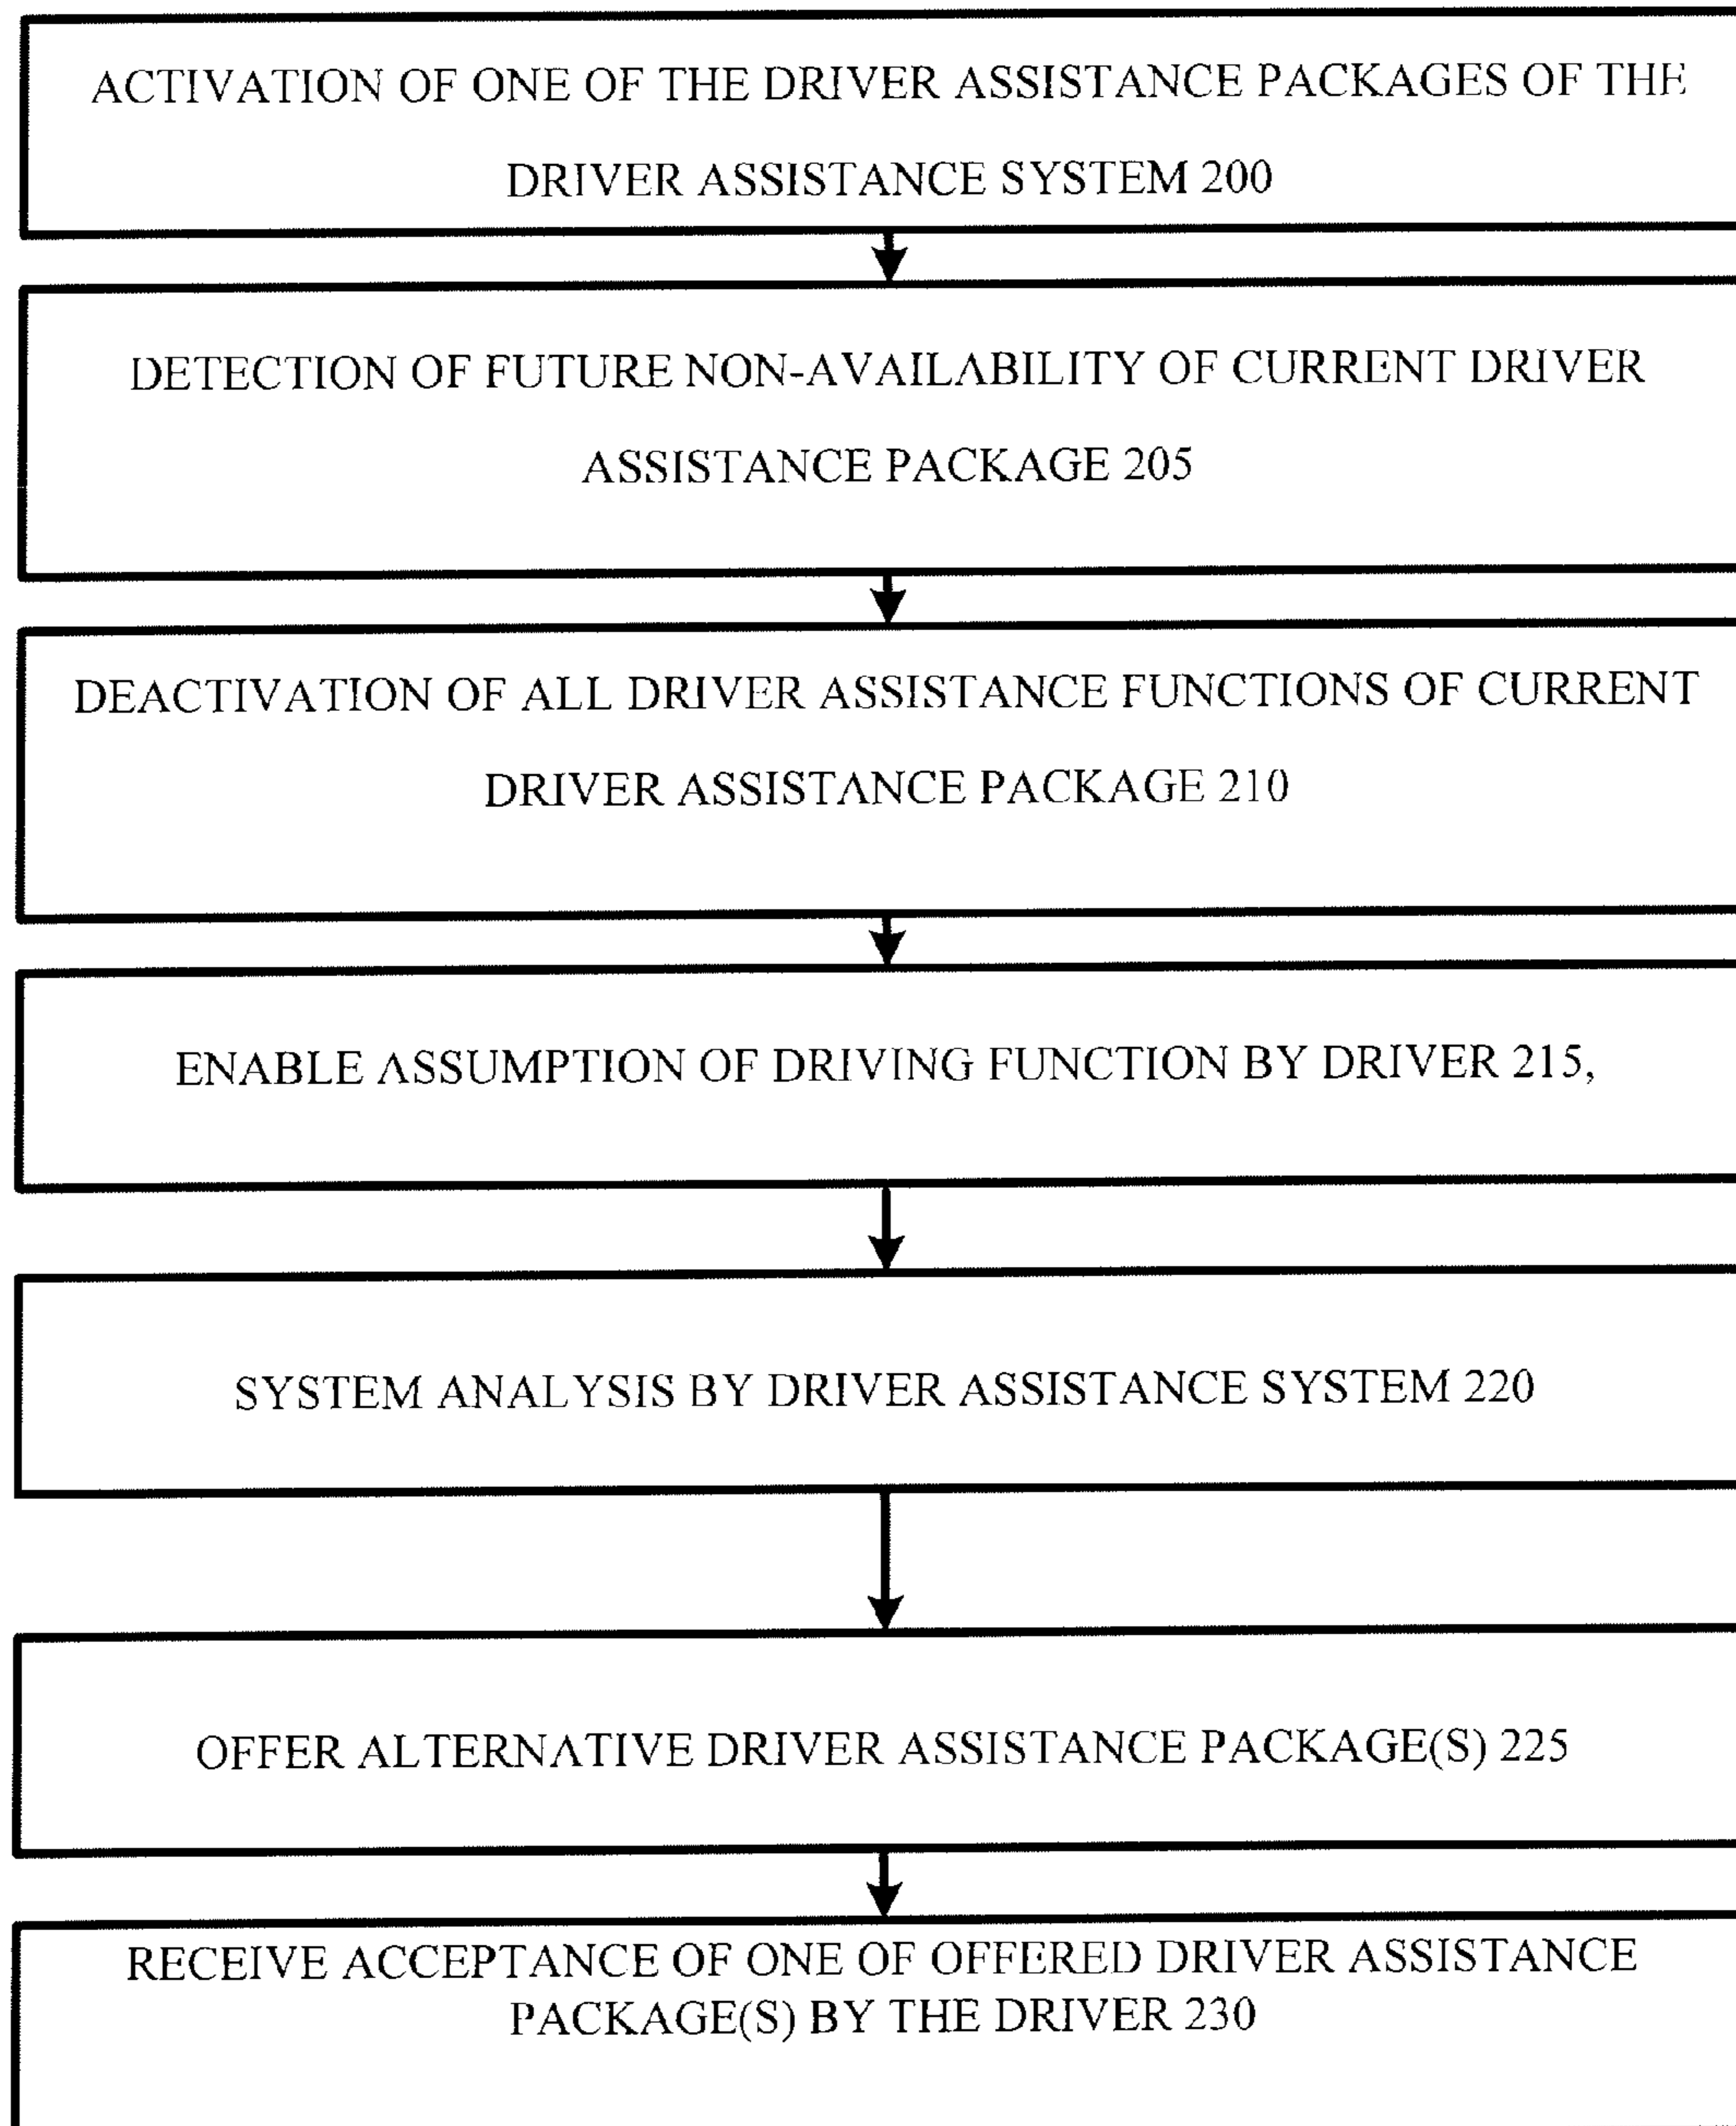 ACTIVATION OF ONE OF THE DRIVER ASSISTANCE PACKAGES OF THE
DRIVER ASSISTANCE SYSTEM 200
DETECTION OF FUTURE NON-AVAILABILITY OF CURRENT DRIVER
ASSISTANCE PACKAGE 205
DEACTIVATION OF ALL DRIVER ASSISTANCE FUNCTIONS OF CURRENT
DRIVER ASSISTANCE PACKAGE 210
ENABLE ASSUMPTION OF DRIVING FUNCTION BY DRIVER 215,
SYSTEM ANALYSIS BY DRIVER ASSISTANCE SYSTEM 220
OFFER ALTERNATIVE DRIVER ASSISTANCE PACKAGE(S) 225
RECEIVE ACCEPTANCE OF ONE OF OFFERED DRIVER ASSISTANCE
PACKAGE(S) BY THE DRIVER 230